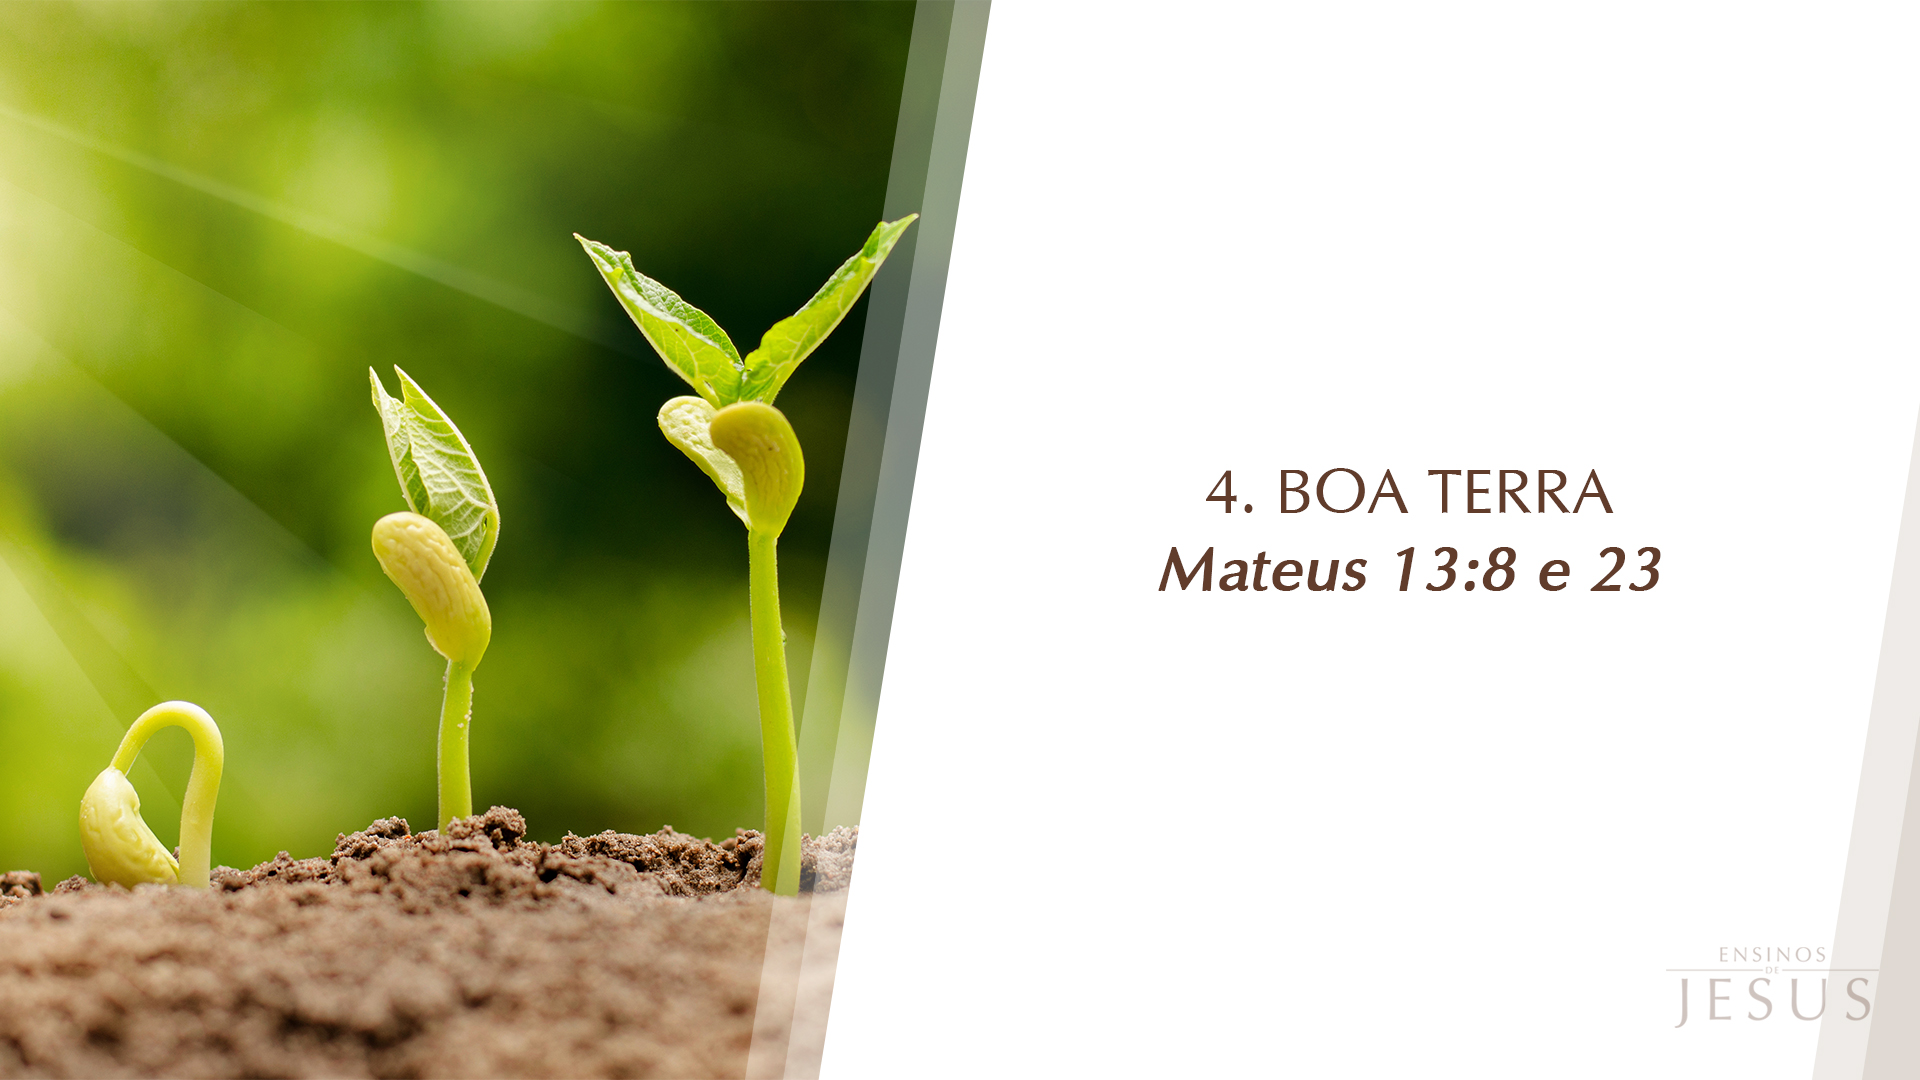 4. BOA TERRA
Mateus 13:8 e 23
ENSINOS
DE
JESUS